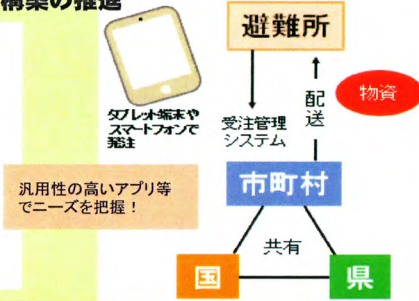 構築の推進
避難所
タブレット端末や
スマートフォンで
発注
受注管理
システム
配送
物資
汎用性の高いアプリ等
でニーズを把握！
市町村
共有
国
県